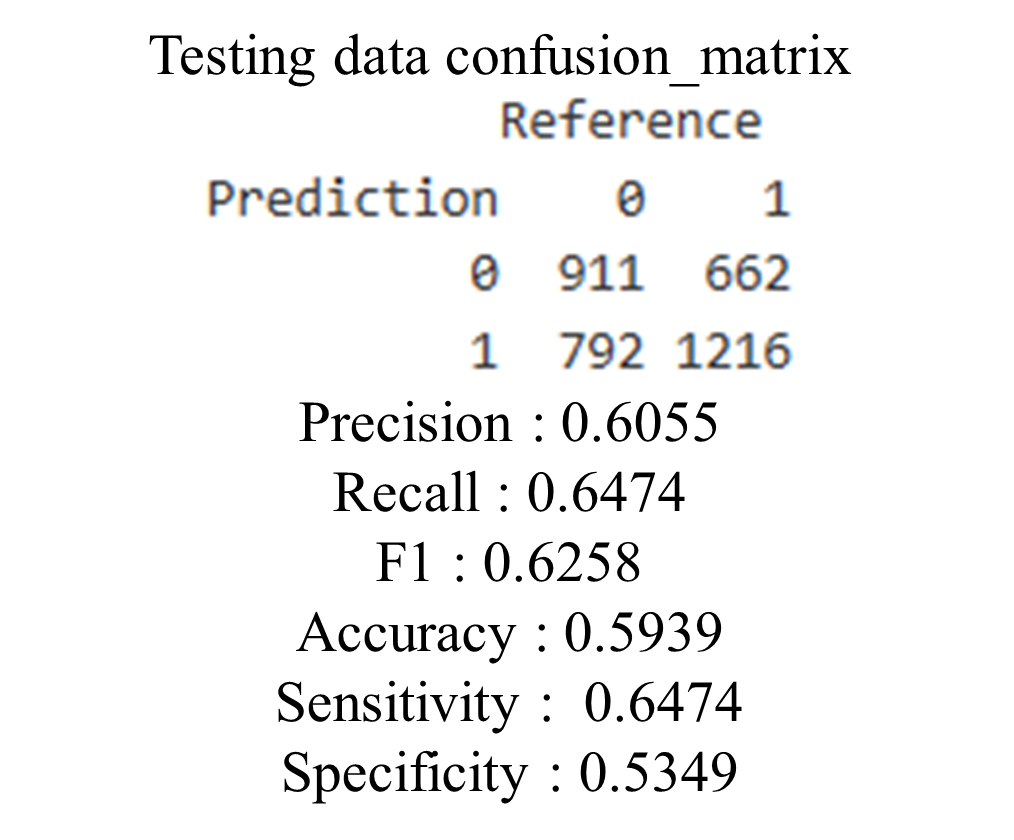 Testing data confusion_matrix
Reference
Prediction 0 1
0 911 662
1 792 1216
Precision : 0.6055
Recall : 0.6474
F1 : 0.6258
Accuracy : 0.5939
Sensitivity : 0.6474
Specificity : 0.5349